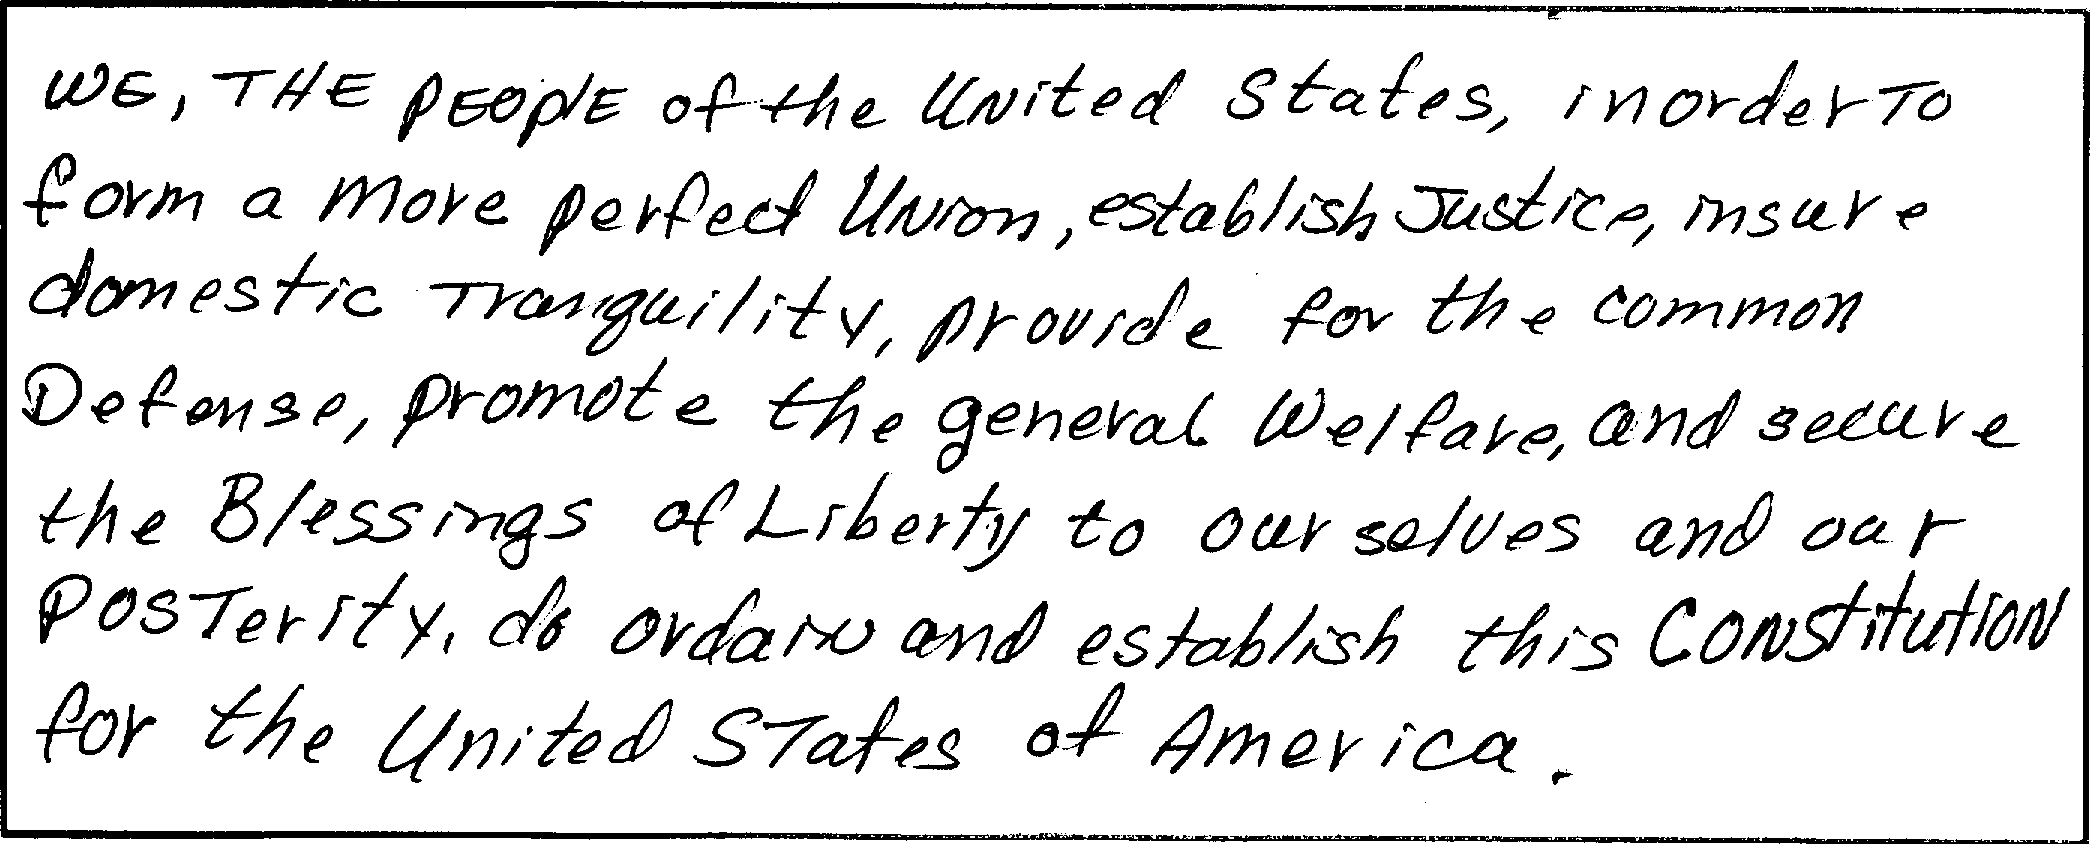 WE, THE PEOPLE of the United States, in order To
form a more perfect Union, establish Justice, insure
domestic Tranquility, provide for the common
Defense, promote the general Welfare, and secure
the Blessings of Liberty to ourselves and our
POSTerity, do ordain and establish this CONStitution
for the United STates of America.